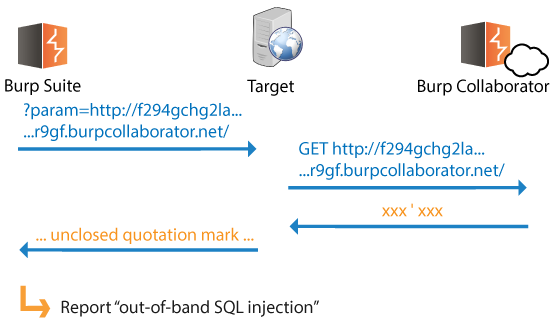 Burp Suite
Target
Burp Collaborator
?param=http://f294gchg2la...
...r9gf.burpcollaborator.net/
GET http://f294gchg2la...
...r9gf.burpcollaborator.net/
xxx ' xxx
... unclosed quotation mark ...
Report “out-of-band SQL injection”